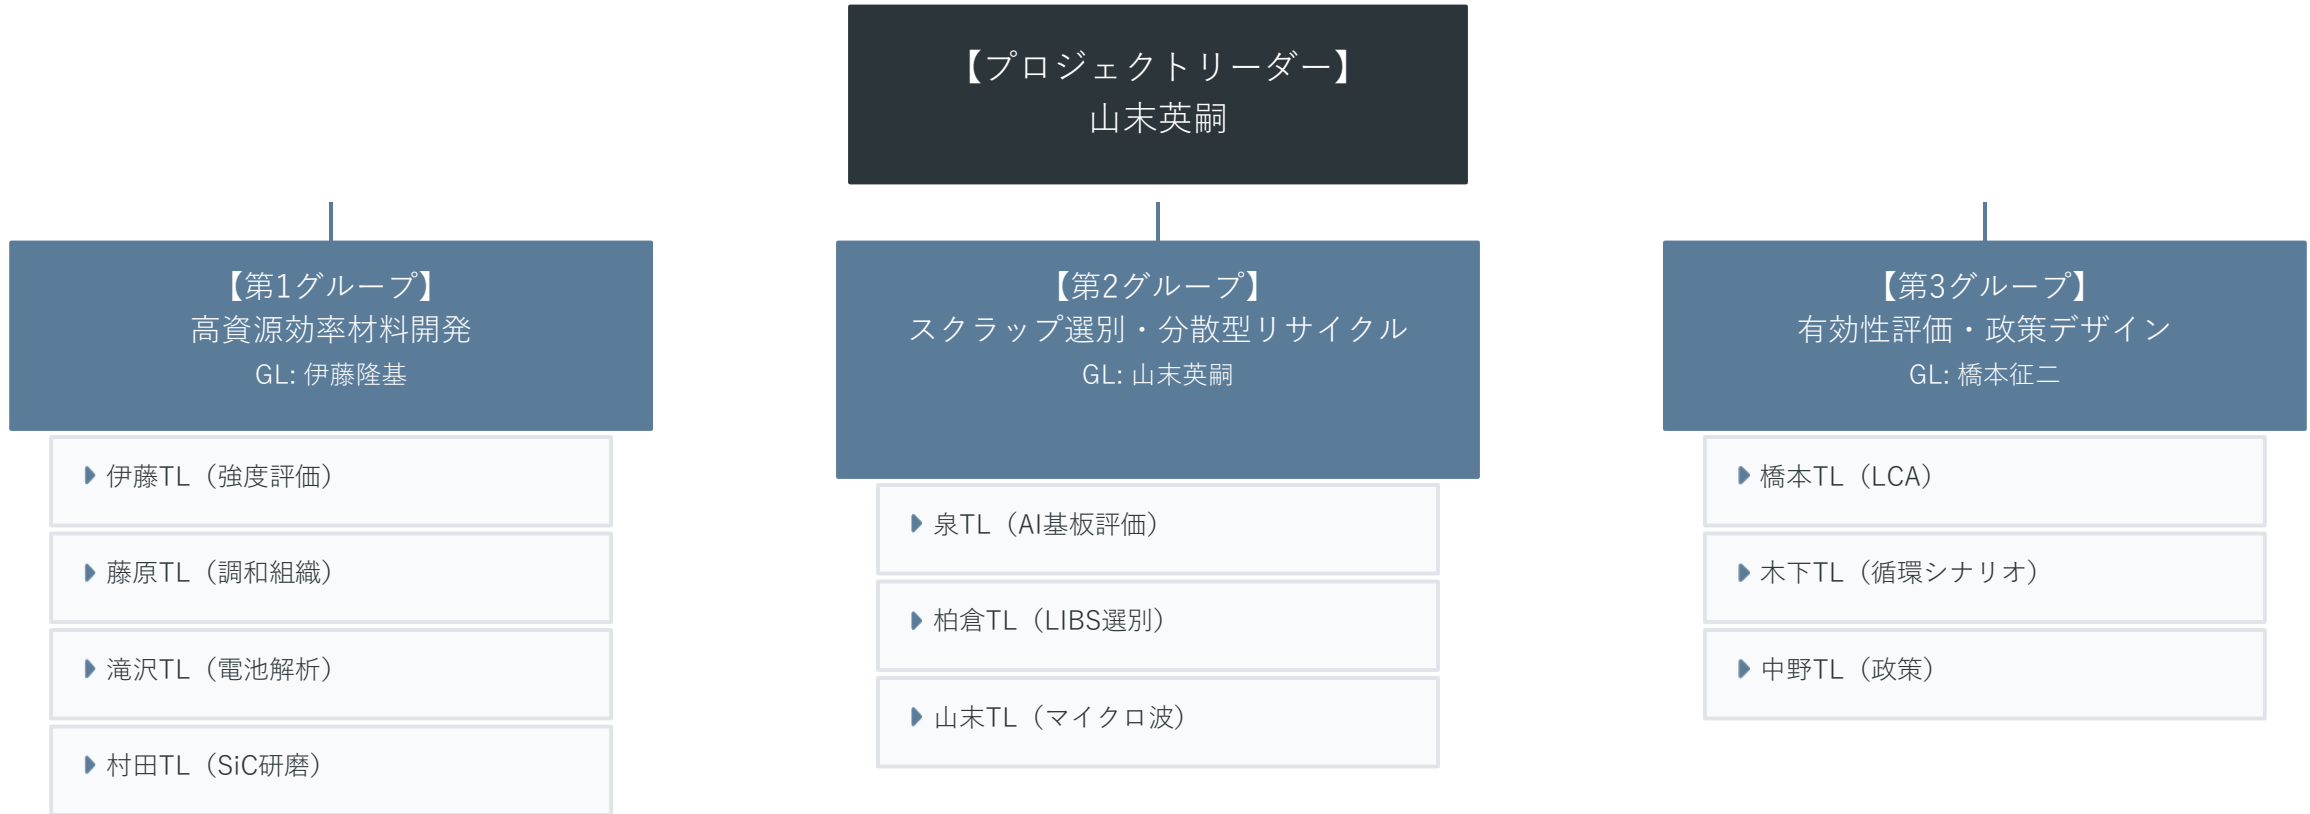 【プロジェクトリーダー】
山末英嗣
【第1グループ】
高資源効率材料開発
GL: 伊藤隆基
伊藤TL（強度評価）
藤原TL（調和組織）
滝沢TL（電池解析）
村田TL（SiC研磨）
【第2グループ】
スクラップ選別・分散型リサイクル
GL: 山末英嗣
泉TL（AI基板評価）
柏倉TL（LIBS選別）
山末TL（マイクロ波）
【第3グループ】
有効性評価・政策デザイン
GL: 橋本征二
橋本TL（LCA）
木下TL（循環シナリオ）
中野TL（政策）